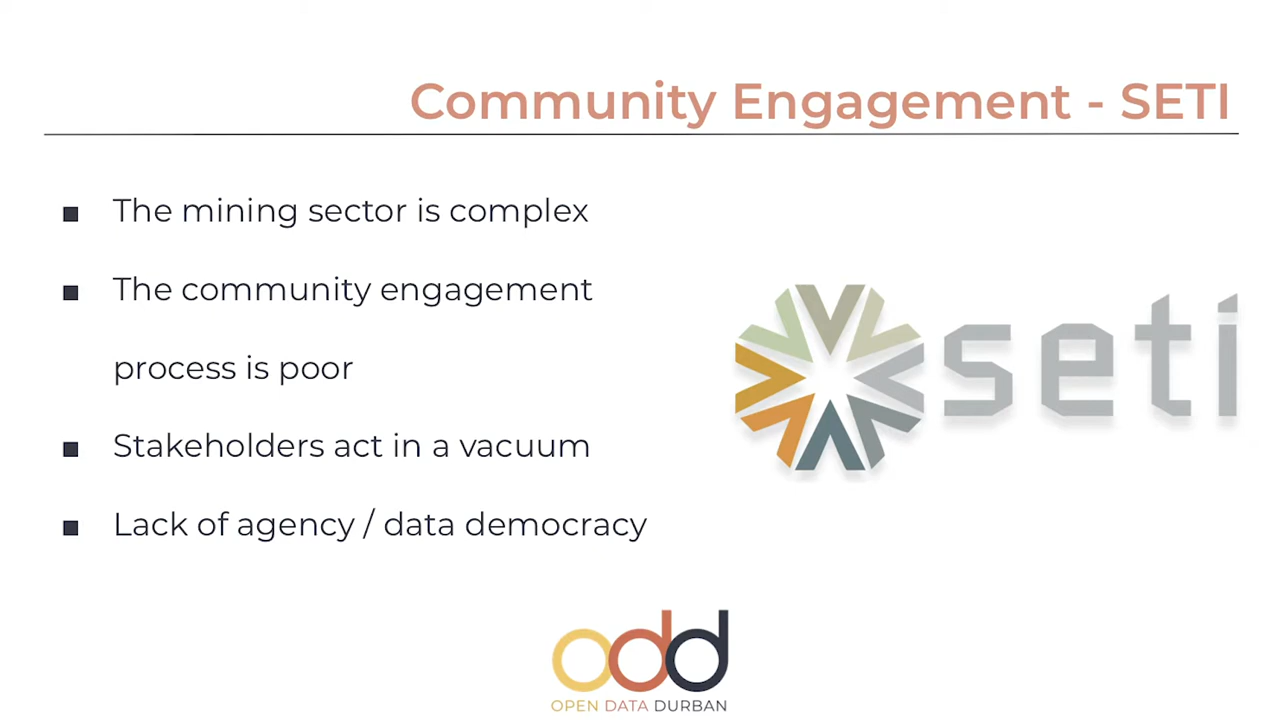 Community Engagement - SETI
■ The mining sector is complex
■ The community engagement
process is poor
■ Stakeholders act in a vacuum
■ Lack of agency / data democracy
seti
odd
OPEN DATA DURBAN